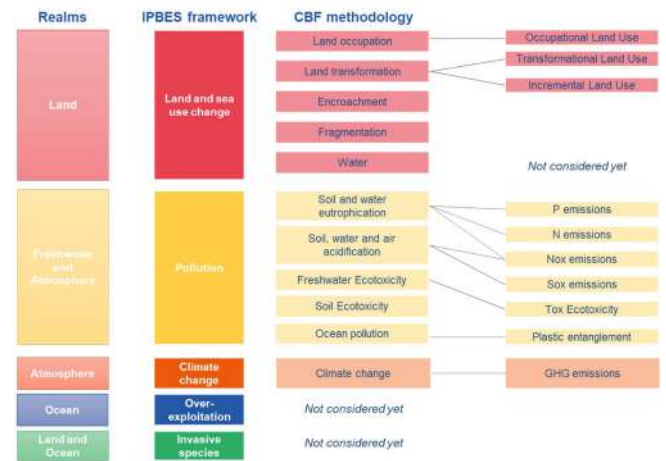 Realms
IPBES framework
CBF methodology
Land
Land and sea
use change
Land occupation
Land transformation
Encroachment
Fragmentation
Water
Occupational Land Use
Transformational Land Use
Incremental Land Use
Not considered yet
Freshwater
and
Atmosphere
Pollution
Soil and water
eutrophication
Soil, water and air
acidification
Freshwater Ecotoxicity
Soil Ecotoxicity
Ocean pollution
P emissions
N emissions
Nox emissions
Sox emissions
Tox Ecotoxicity
Plastic entanglement
Atmosphere
Climate
change
Climate change
GHG emissions
Ocean
Over-
exploitation
Not considered yet
Land and
Ocean
Invasive
species
Not considered yet